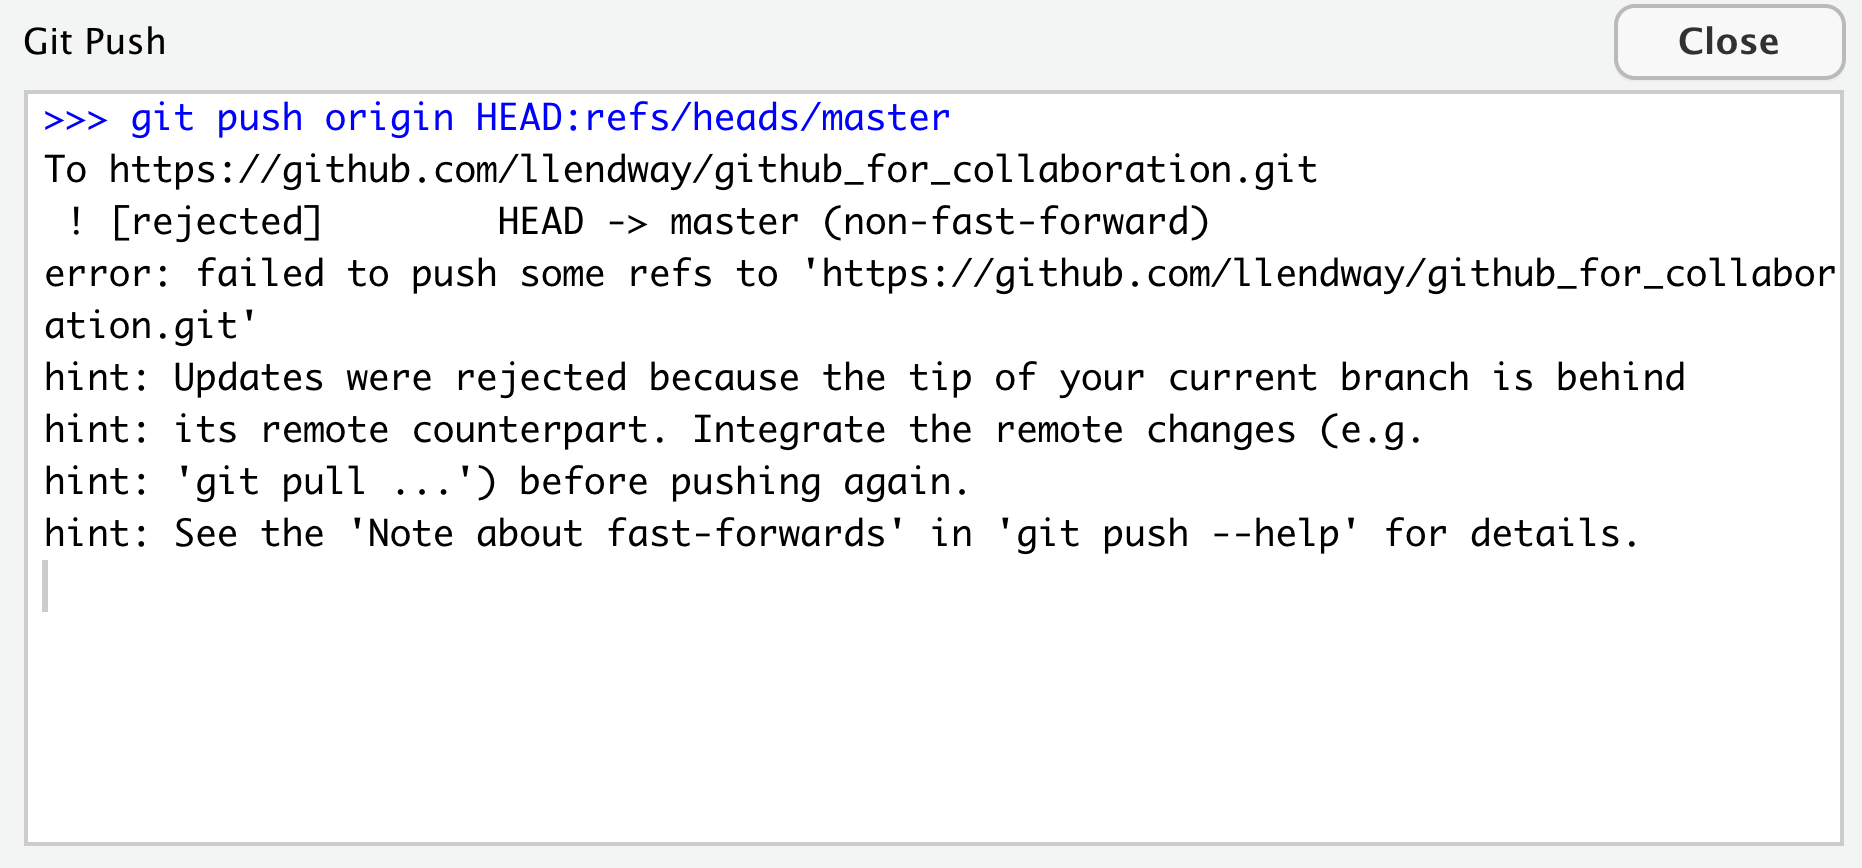 Git Push
Close
>>> git push origin HEAD:refs/heads/master
To https://github.com/llendway/github_for_collaboration.git
 ! [rejected]        HEAD -> master (non-fast-forward)
error: failed to push some refs to 'https://github.com/llendway/github_for_collabor
ation.git'
hint: Updates were rejected because the tip of your current branch is behind
hint: its remote counterpart. Integrate the remote changes (e.g.
hint: 'git pull ...') before pushing again.
hint: See the 'Note about fast-forwards' in 'git push --help' for details.